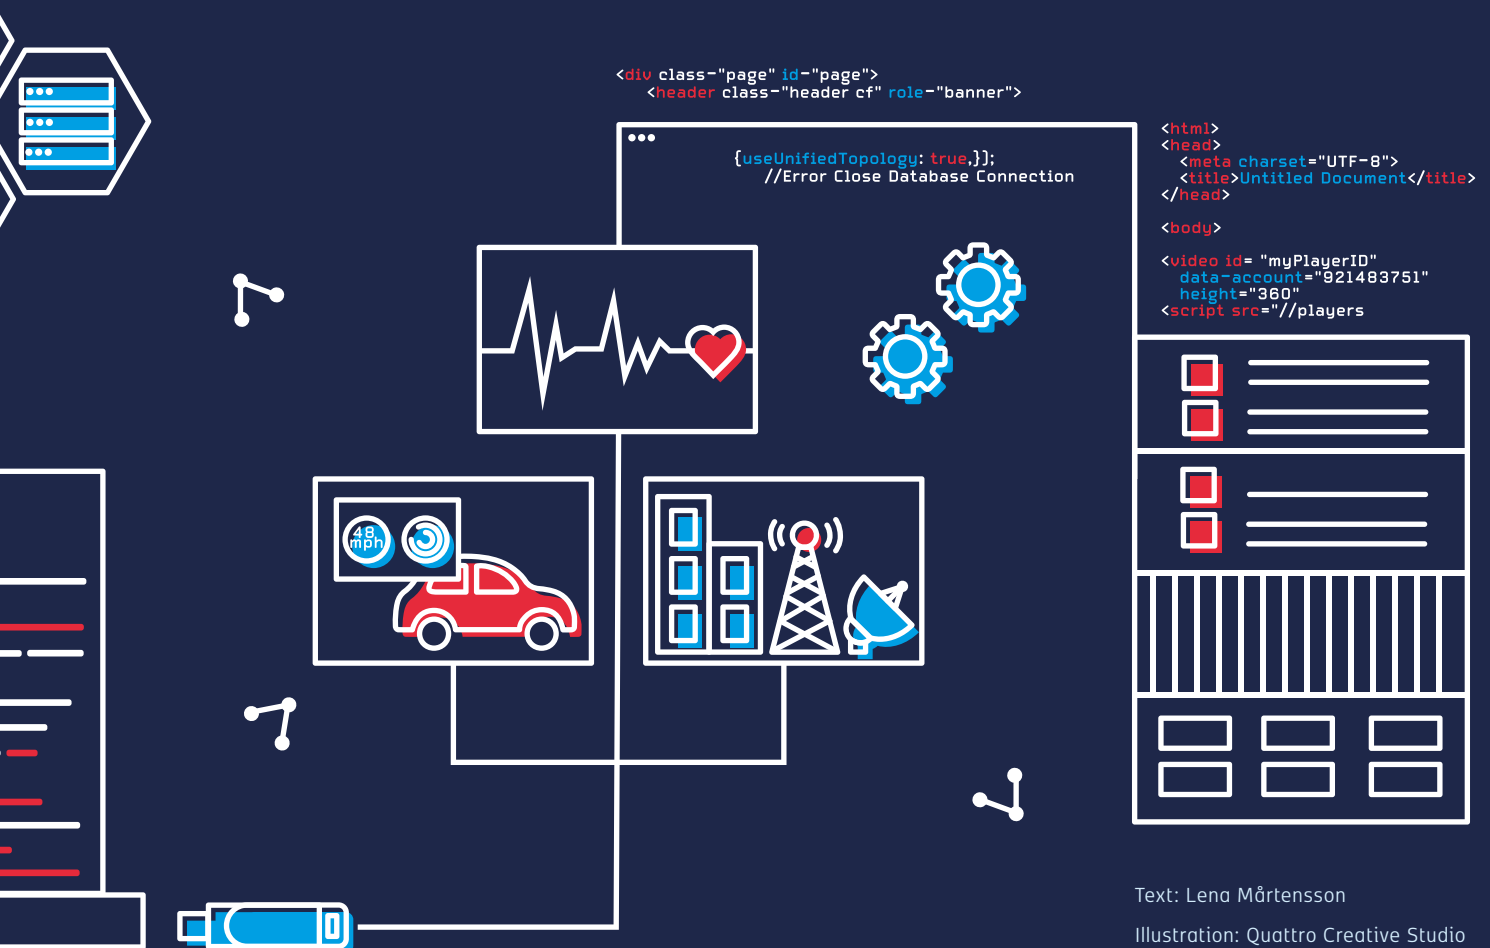 <div class-"page" id-"page">
<header class-"header cf" role-"banner">
{useUnifiedTopology: true,}};
//Error Close Database Connection
<html>
<head>
<meta charset="UTF-8">
<title>Untitled Document</title>
</head>
<body>
<video id= "myPlayerID"
data-account="921483751"
height="360"
<script src="//players
48
mph
Text: Lena Mårtensson
Illustration: Quattro Creative Studio